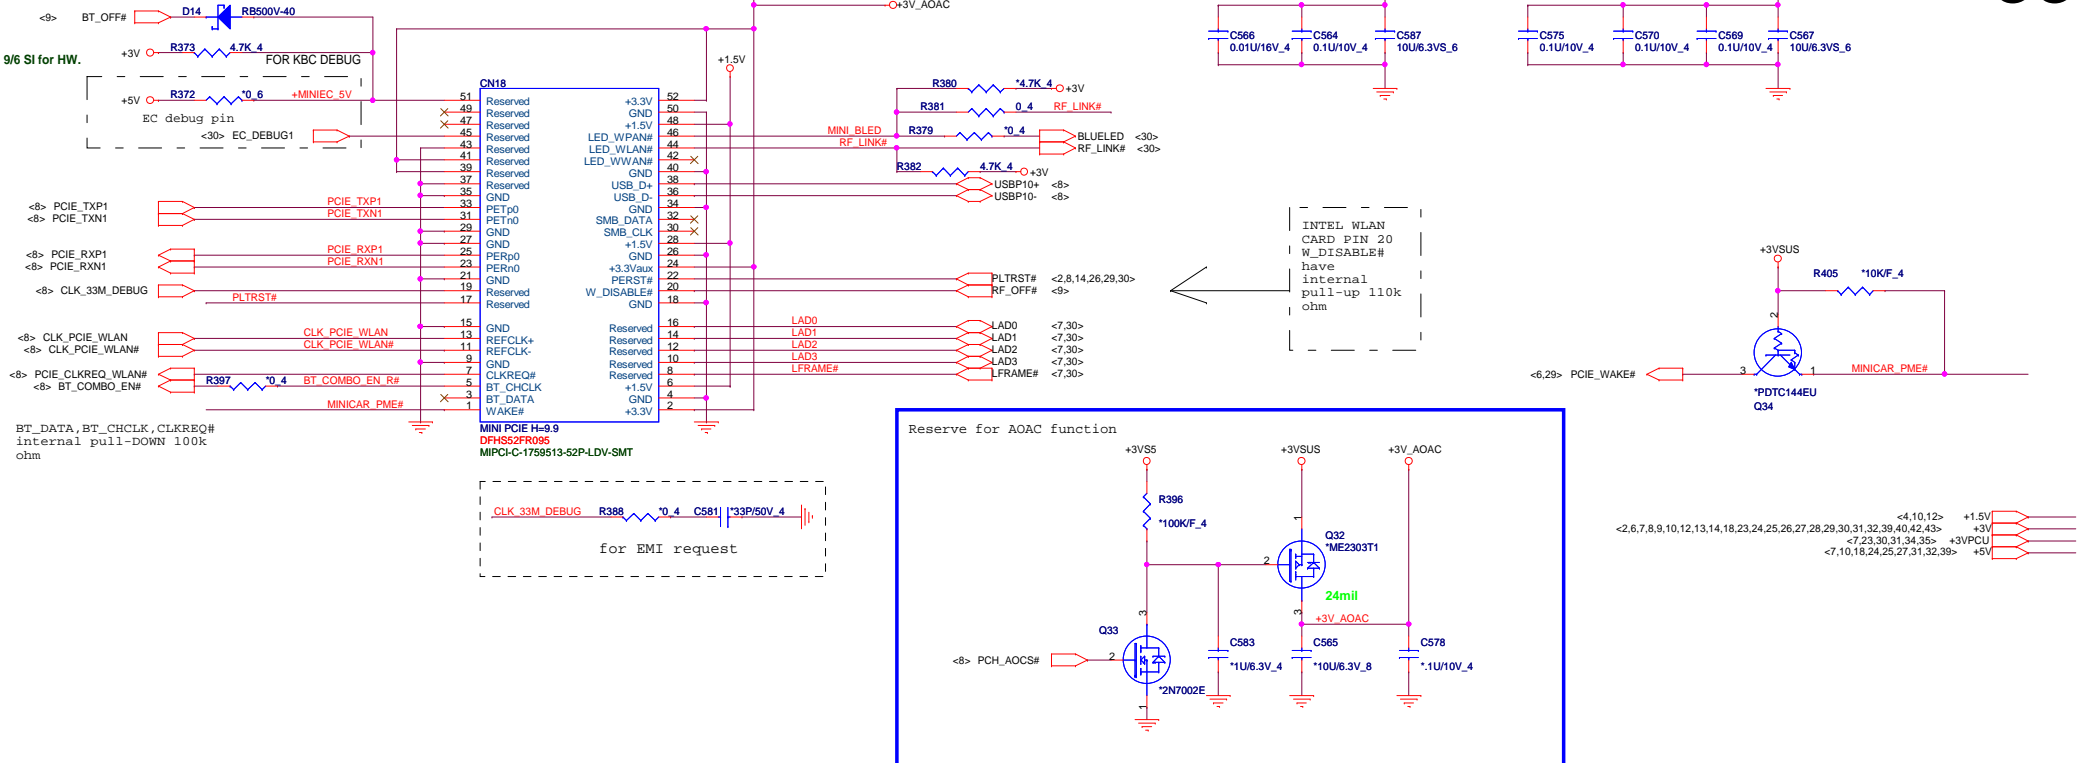 <9> BT_OFF# D14 RB500V-40
9/6 SI for HW.
+3V R373 4.7K_4
FOR KBC DEBUG
+5V R372 *0_6 +MINIEC_5V
EC debug pin
<30> EC_DEBUG1
<8> PCIE_TXP1 PCIE_TXP1
<8> PCIE_TXN1 PCIE_TXN1
<8> PCIE_RXP1 PCIE_RXP1
<8> PCIE_RXN1 PCIE_RXN1
<8> CLK_33M_DEBUG
PLTRST#
<8> CLK_PCIE_WLAN CLK_PCIE_WLAN
<8> CLK_PCIE_WLAN# CLK_PCIE_WLAN#
<8> PCIE_CLKREQ_WLAN#
<8> BT_COMBO_EN# R397 *0_4 BT_COMBO_EN_R#
MINICAR_PME#
BT_DATA,BT_CHCLK,CLKREQ#
internal pull-DOWN 100k
ohm
CN18
51 Reserved +3.3V 52
49 Reserved GND 50
47 Reserved +1.5V 48
45 Reserved LED_WPAN# 46
43 Reserved LED_WLAN# 44
41 Reserved LED_WWAN# 42
39 Reserved GND 40
37 Reserved USB_D+ 38
35 GND USB_D- 36
33 PETp0 GND 34
31 PETn0 SMB_DATA 32
29 GND SMB_CLK 30
27 GND +1.5V 28
25 PERp0 GND 26
23 PERn0 +3.3Vaux 24
21 GND PERST# 22
19 Reserved W_DISABLE# 20
17 Reserved GND 18
15 GND Reserved 16
13 REFCLK+ Reserved 14
11 REFCLK- Reserved 12
9 GND Reserved 10
7 CLKREQ# Reserved 8
5 BT_CHCLK +1.5V 6
3 BT_DATA GND 4
1 WAKE# +3.3V 2
MINI PCIE H=9.9
DFHS52FR095
MIPCI-C-1759513-52P-LDV-SMT
CLK_33M_DEBUG R388 *0_4 C581 *33P/50V_4
for EMI request
+3V_AOAC
+1.5V
R380 *4.7K_4 +3V
R381 0_4 RF_LINK#
MINI_BLED R379 *0_4 BLUELED <30>
RF_LINK# RF_LINK# <30>
R382 4.7K_4 +3V
USBP10+ <8>
USBP10- <8>
PLTRST# <2,8,14,26,29,30>
RF_OFF# <9>
LAD0 LAD0 <7,30>
LAD1 LAD1 <7,30>
LAD2 LAD2 <7,30>
LAD3 LAD3 <7,30>
LFRAME# LFRAME# <7,30>
C566
0.01U/16V_4
C564
0.1U/10V_4
C587
10U/6.3VS_6
C575
0.1U/10V_4
C570
0.1U/10V_4
C569
0.1U/10V_4
C567
10U/6.3VS_6
INTEL WLAN
CARD PIN 20
W_DISABLE#
have
internal
pull-up 110k
ohm
+3VSUS
R405 *10K/F_4
2
<6,29> PCIE_WAKE# 3 1 MINICAR_PME#
*PDTC144EU
Q34
Reserve for AOAC function
+3VS5 +3VSUS +3V_AOAC
R396
*100K/F_4
1
Q32
*ME2303T1
2
24mil
3
+3V_AOAC
3
Q33
<8> PCH_AOCS# 2
*2N7002E
1
C583
*1U/6.3V_4
C565
*10U/6.3V_8
C578
*.1U/10V_4
<4,10,12> +1.5V
<2,6,7,8,9,10,12,13,14,18,23,24,25,26,27,28,29,30,31,32,39,40,42,43> +3V
<7,23,30,31,34,35> +3VPCU
<7,10,18,24,25,27,31,32,39> +5V